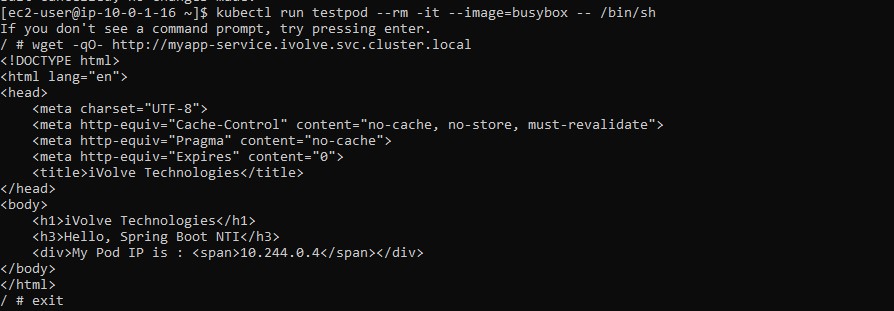 [ec2-user@ip-10-0-1-16 ~]$ kubectl run testpod --rm -it --image=busybox -- /bin/sh
If you don't see a command prompt, try pressing enter.
/ # wget -qO- http://myapp-service.ivolve.svc.cluster.local
<!DOCTYPE html>
<html lang="en">
<head>
    <meta charset="UTF-8">
    <meta http-equiv="Cache-Control" content="no-cache, no-store, must-revalidate">
    <meta http-equiv="Pragma" content="no-cache">
    <meta http-equiv="Expires" content="0">
    <title>iVolve Technologies</title>
</head>
<body>
    <h1>iVolve Technologies</h1>
    <h3>Hello, Spring Boot NTI</h3>
    <div>My Pod IP is : <span>10.244.0.4</span></div>
</body>
</html>
/ # exit